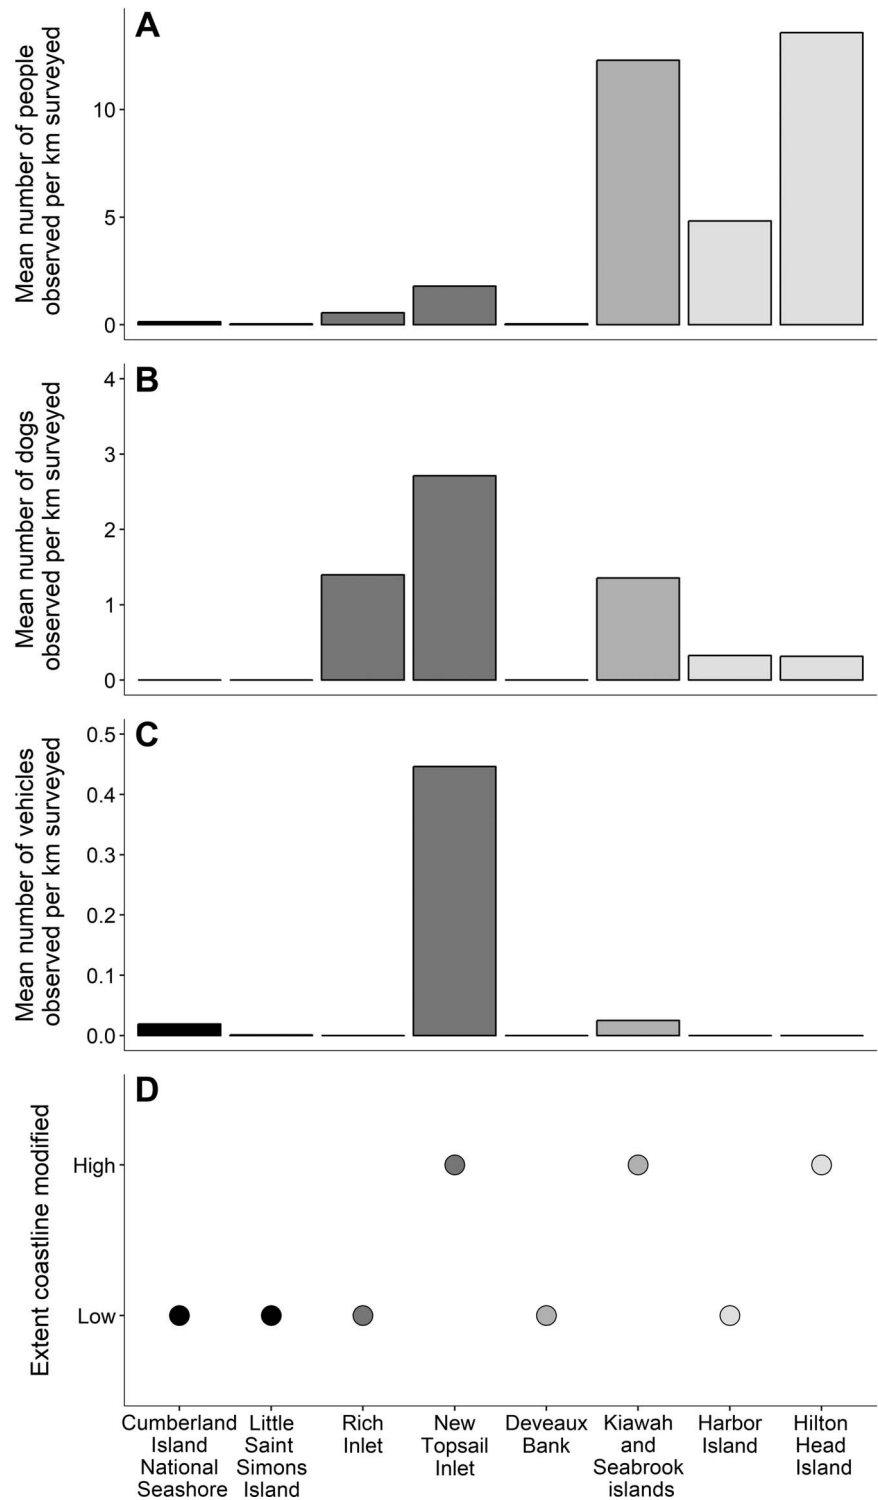 A
Mean number of people
observed per km surveyed
10
5
0
B
Mean number of dogs
observed per km surveyed
4
3
2
1
0
C
Mean number of vehicles
observed per km surveyed
0.5
0.4
0.3
0.2
0.1
0.0
D
Extent coastline modified
High
Low
Cumberland
Island
National
Seashore
Little
Saint
Simons
Island
Rich
Inlet
New
Topsail
Inlet
Deveaux
Bank
Kiawah
and
Seabrook
islands
Harbor
Island
Hilton
Head
Island